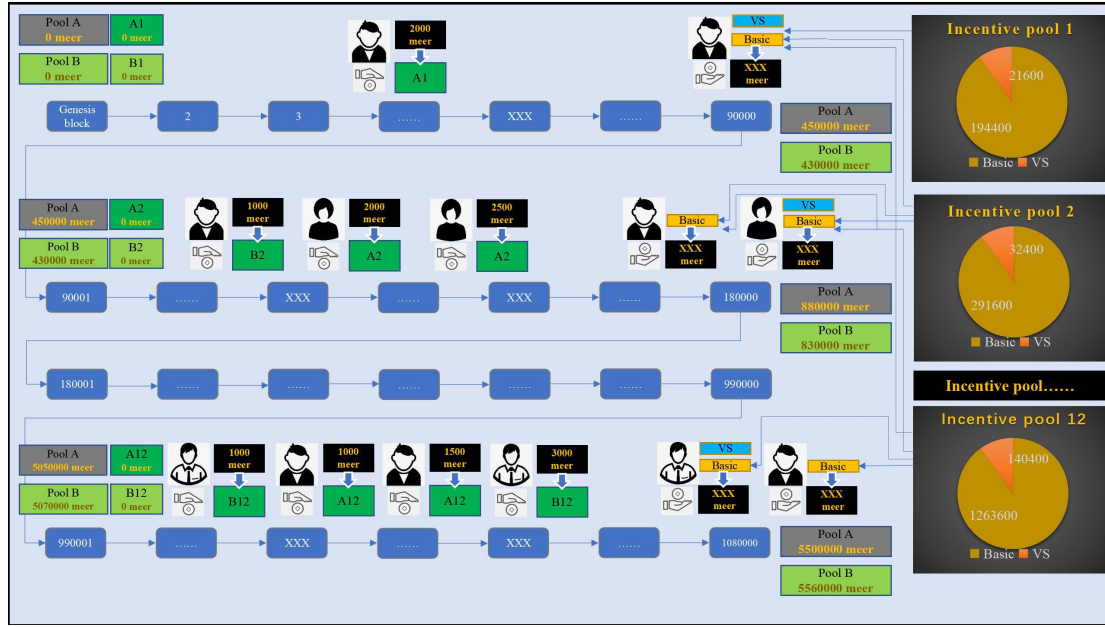 Pool A
0 meer
A1
0 meer
Pool B
0 meer
B1
0 meer
2000
meer
A1
VS
Basic
XXX
meer
Incentive pool 1
21600
194400
Basic
VS
Genesis
block
2
3
......
XXX
......
90000
Pool A
450000 meer
Pool B
430000 meer
Pool A
450000 meer
A2
0 meer
Pool B
430000 meer
B2
0 meer
1000
meer
B2
2000
meer
A2
2500
meer
A2
Basic
XXX
meer
VS
Basic
XXX
meer
Incentive pool 2
32400
291600
Basic
VS
90001
......
XXX
......
XXX
......
180000
Pool A
880000 meer
Pool B
830000 meer
180001
......
......
......
......
......
990000
Incentive pool......
Pool A
5050000 meer
A12
0 meer
Pool B
5070000 meer
B12
0 meer
1000
meer
B12
1000
meer
A12
1500
meer
A12
3000
meer
B12
VS
Basic
XXX
meer
Basic
XXX
meer
Incentive pool 12
140400
1263600
Basic
VS
990001
......
XXX
......
XXX
......
1080000
Pool A
5500000 meer
Pool B
5560000 meer